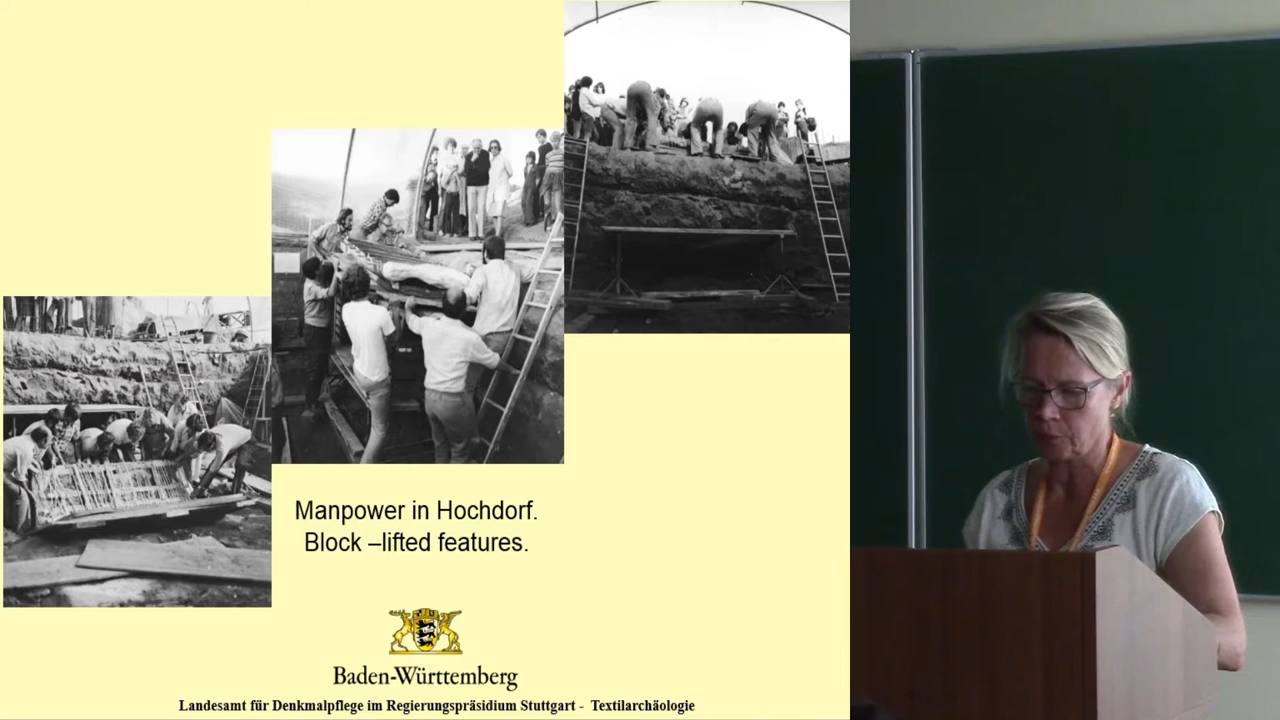 Manpower in Hochdorf.
Block –lifted features.
Baden-Württemberg
Landesamt für Denkmalpflege im Regierungspräsidium Stuttgart - Textilarchäologie